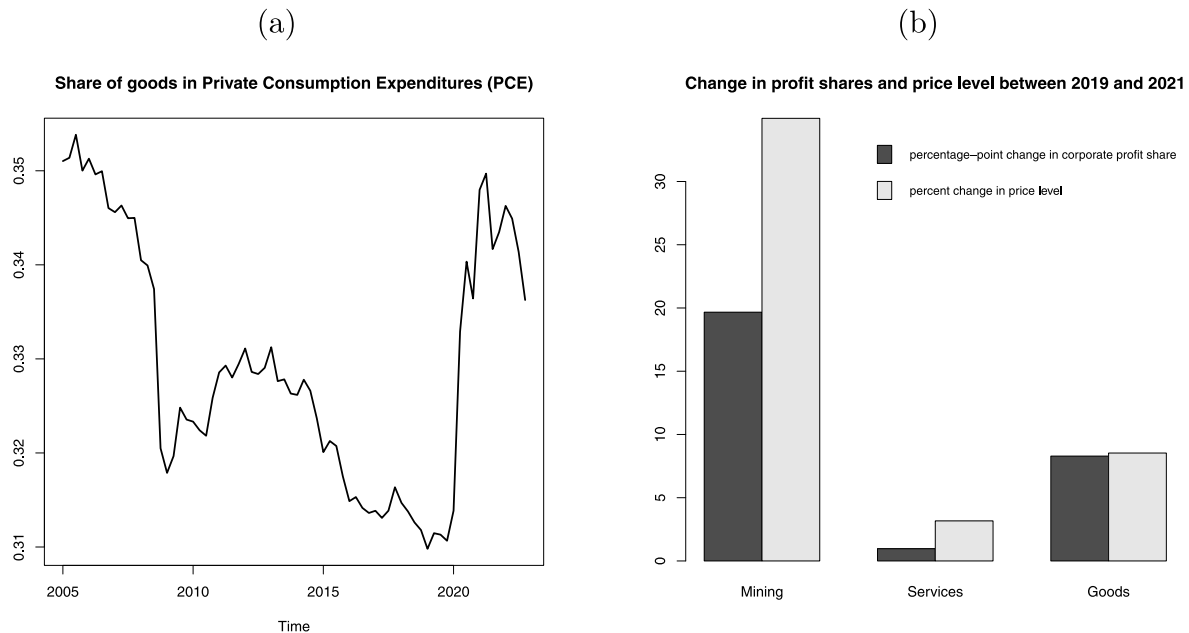 (a)
Share of goods in Private Consumption Expenditures (PCE)
0.35
0.34
0.33
0.32
0.31
2005
2010
2015
2020
Time
(b)
Change in profit shares and price level between 2019 and 2021
percentage–point change in corporate profit share
percent change in price level
30
25
20
15
10
5
0
Mining
Services
Goods